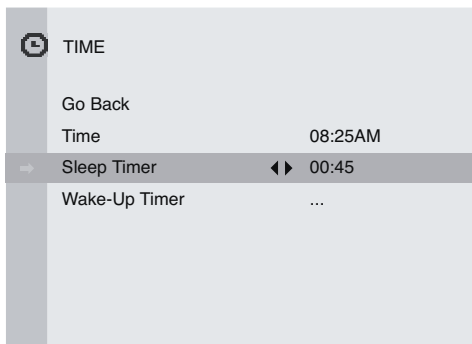 TIME
Go Back
Time 08:25AM
Sleep Timer 00:45
Wake-Up Timer ...